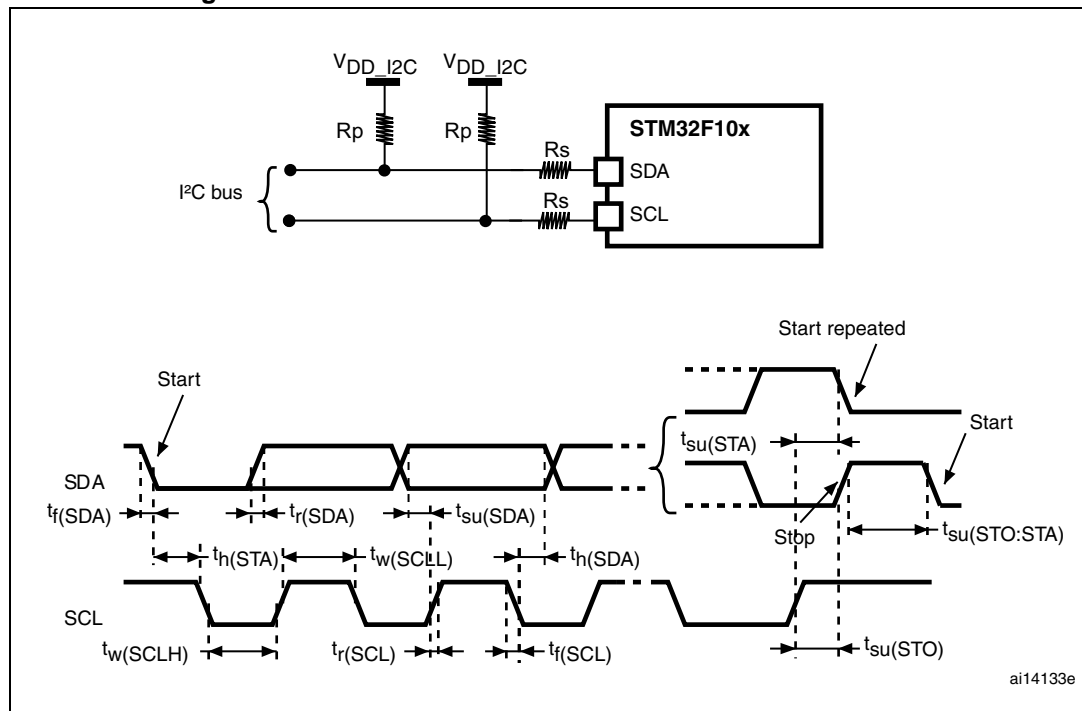 VDD_I2C VDD_I2C
STM32F10x
Rp Rp Rs
SDA
I²C bus
Rs SCL
Start repeated
Start Start
tsu(STA)
SDA
tf(SDA) tr(SDA) tsu(SDA) Stop tsu(STO:STA)
th(STA) tw(SCLL) th(SDA)
SCL
tw(SCLH) tr(SCL) tf(SCL) tsu(STO)
ai14133e